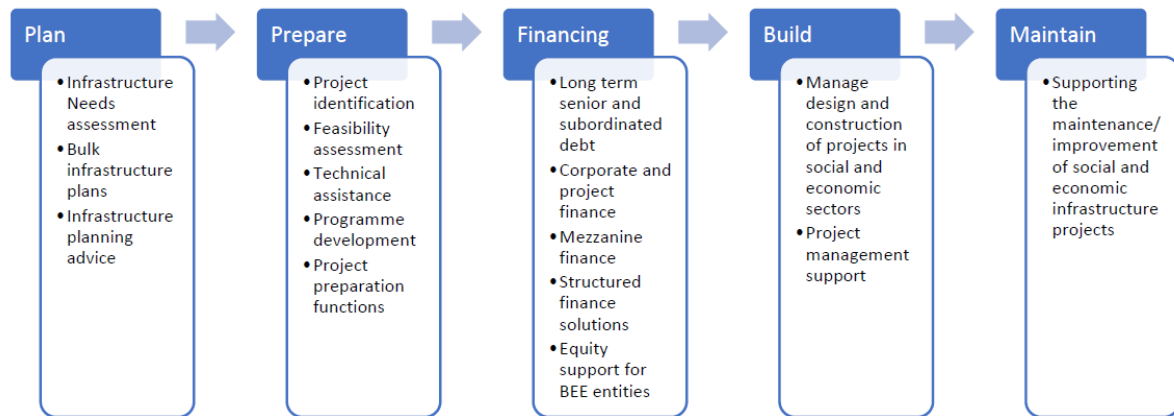 Plan
• Infrastructure
Needs
assessment
• Bulk
infrastructure
plans
• Infrastructure
planning
advice
Prepare
• Project
identification
• Feasibility
assessment
• Technical
assistance
• Programme
development
• Project
preparation
functions
Financing
• Long term
senior and
subordinated
debt
• Corporate and
project
finance
• Mezzanine
finance
• Structured
finance
solutions
• Equity
support for
BEE entities
Build
• Manage
design and
construction
of projects in
social and
economic
sectors
• Project
management
support
Maintain
• Supporting
the
maintenance/
improvement
of social and
economic
infrastructure
projects